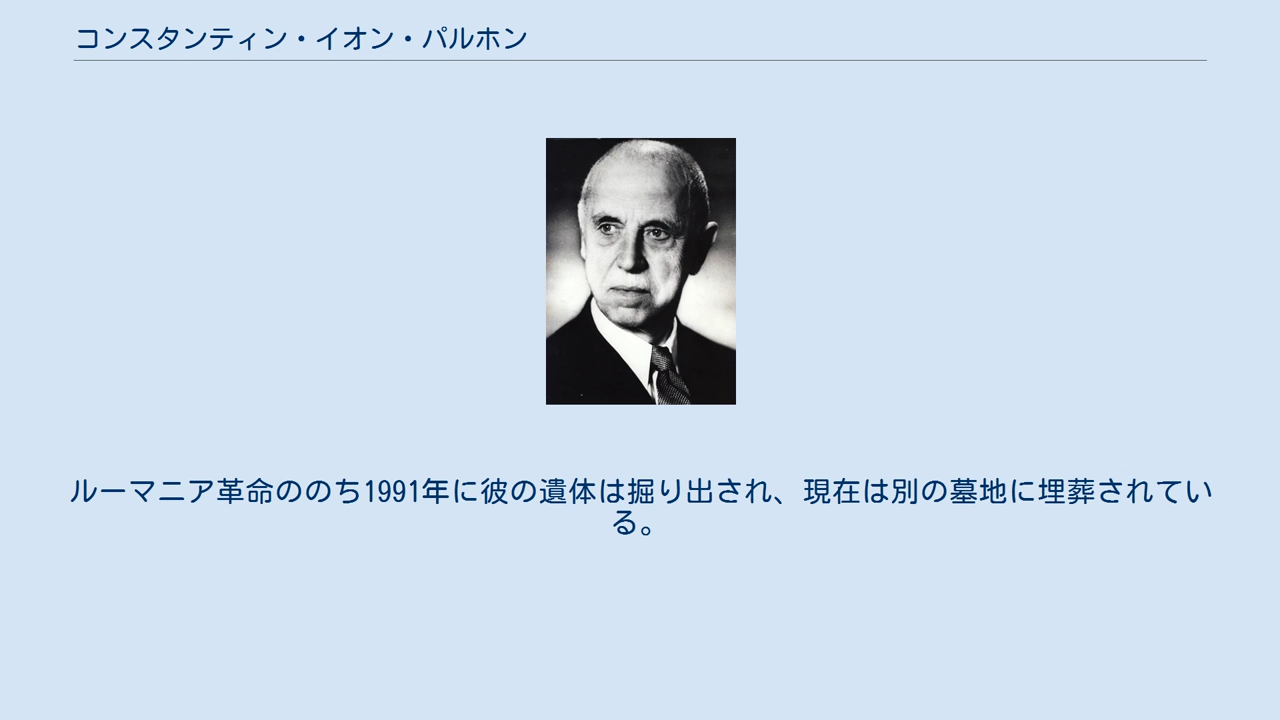 コンスタンティン・イオン・パルホン
ルーマニア革命ののち1991年に彼の遺体は掘り出され、現在は別の墓地に埋葬されてい
る。